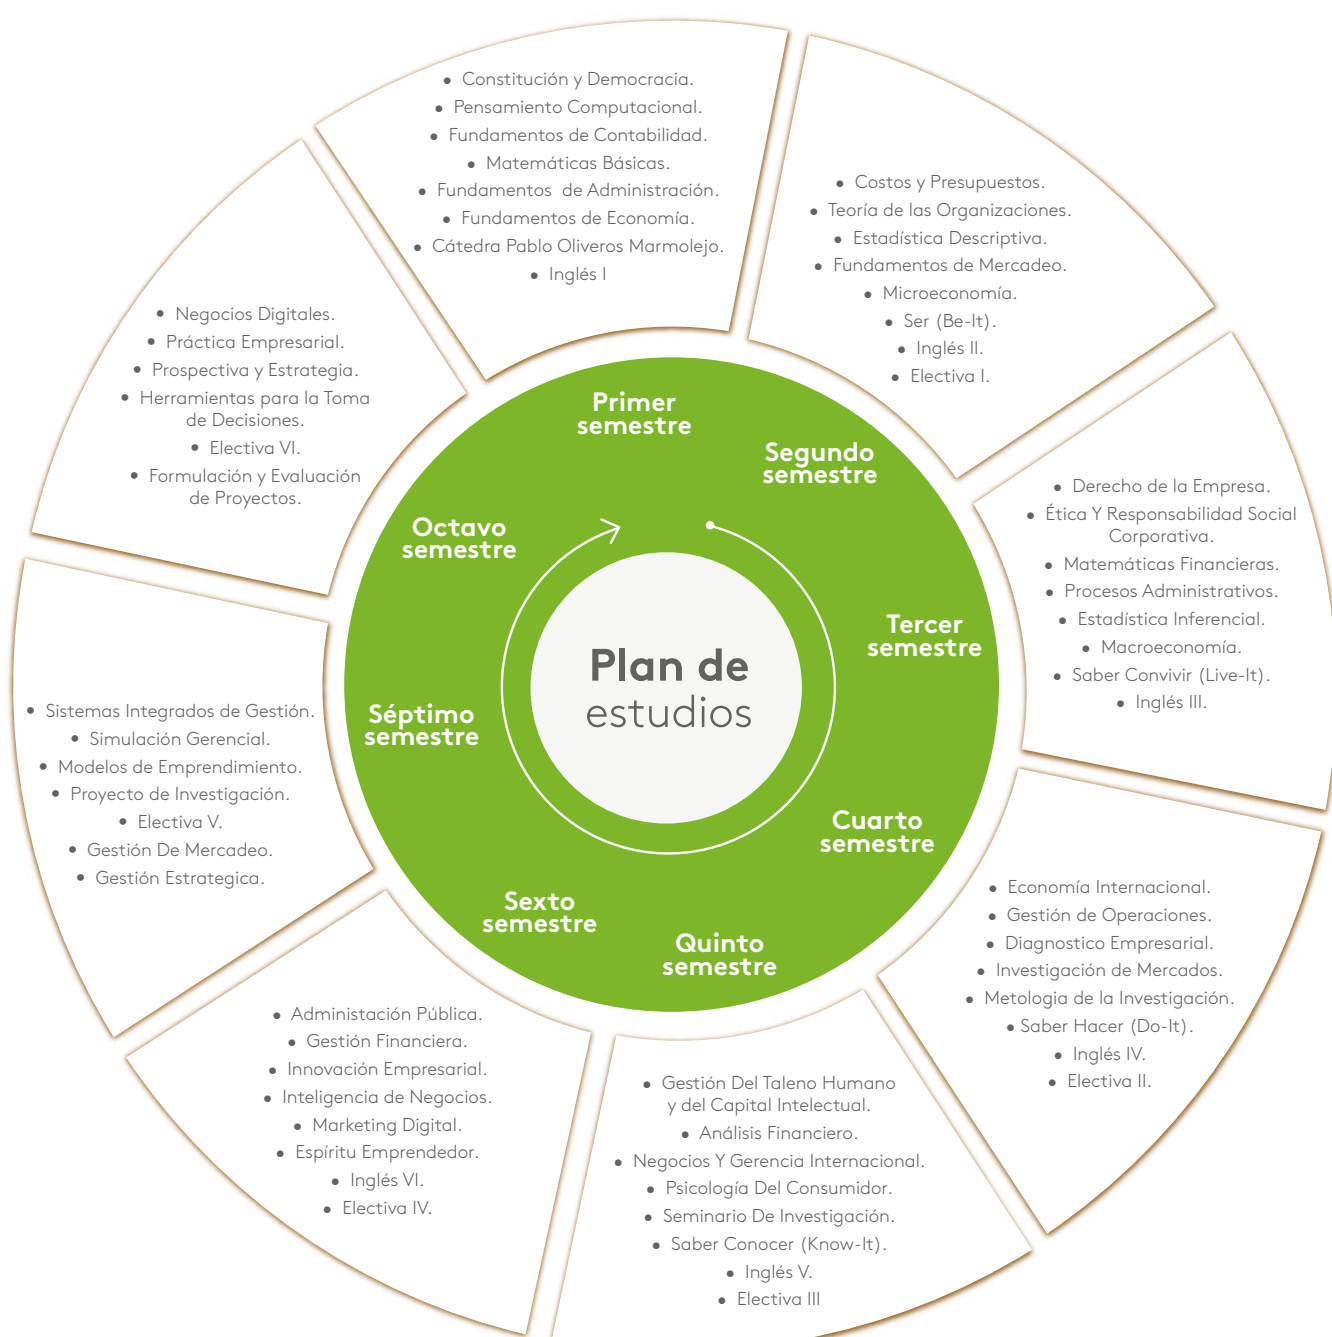 Plan de
estudios
Primer
semestre
• Constitución y Democracia.
• Pensamiento Computacional.
• Fundamentos de Contabilidad.
• Matemáticas Básicas.
• Fundamentos de Administración.
• Fundamentos de Economía.
• Cátedra Pablo Oliveros Marmolejo.
• Inglés I
Segundo
semestre
• Costos y Presupuestos.
• Teoría de las Organizaciones.
• Estadística Descriptiva.
• Fundamentos de Mercadeo.
• Microeconomía.
• Ser (Be-It).
• Inglés II.
• Electiva I.
Tercer
semestre
• Derecho de la Empresa.
• Ética Y Responsabilidad Social
Corporativa.
• Matemáticas Financieras.
• Procesos Administrativos.
• Estadística Inferencial.
• Macroeconomía.
• Saber Convivir (Live-It).
• Inglés III.
Cuarto
semestre
• Economía Internacional.
• Gestión de Operaciones.
• Diagnostico Empresarial.
• Investigación de Mercados.
• Metologia de la Investigación.
• Saber Hacer (Do-It).
• Inglés IV.
• Electiva II.
Quinto
semestre
• Gestión Del Taleno Humano
y del Capital Intelectual.
• Análisis Financiero.
• Negocios Y Gerencia Internacional.
• Psicología Del Consumidor.
• Seminario De Investigación.
• Saber Conocer (Know-It).
• Inglés V.
• Electiva III
Sexto
semestre
• Administación Pública.
• Gestión Financiera.
• Innovación Empresarial.
• Inteligencia de Negocios.
• Marketing Digital.
• Espíritu Emprendedor.
• Inglés VI.
• Electiva IV.
Séptimo
semestre
• Sistemas Integrados de Gestión.
• Simulación Gerencial.
• Modelos de Emprendimiento.
• Proyecto de Investigación.
• Electiva V.
• Gestión De Mercadeo.
• Gestión Estrategica.
Octavo
semestre
• Negocios Digitales.
• Práctica Empresarial.
• Prospectiva y Estrategia.
• Herramientas para la Toma
de Decisiones.
• Electiva VI.
• Formulación y Evaluación
de Proyectos.